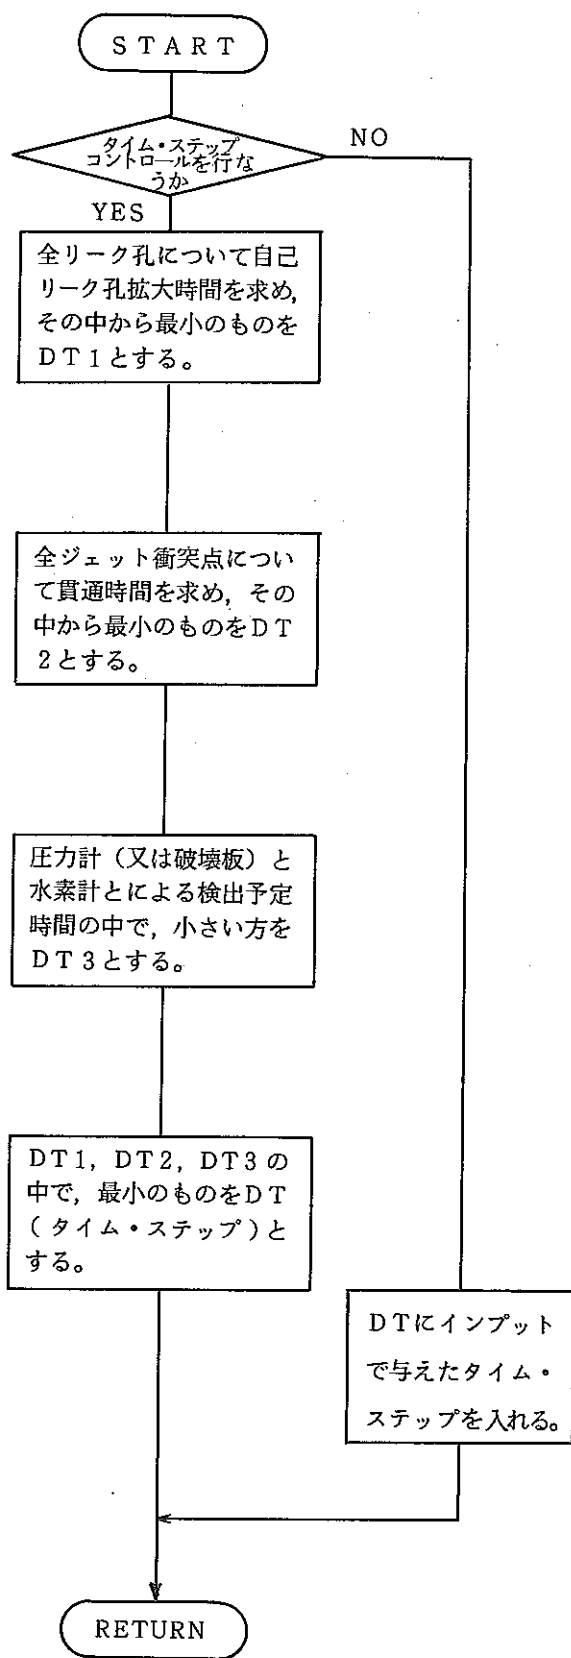 START
タイム・ステップ
コントロールを行な
うか
NO
YES
全リーク孔について自己
リーク孔拡大時間を求め,
その中から最小のものを
DT1とする。
全ジェット衝突点につい
て貫通時間を求め,その
中から最小のものをDT
2とする。
圧力計(又は破壊板)と
水素計とによる検出予定
時間の中で,小さい方を
DT3とする。
DT1,DT2,DT3の
中で,最小のものをDT
(タイム・ステップ)と
する。
DTにインプット
で与えたタイム・
ステップを入れる。
RETURN